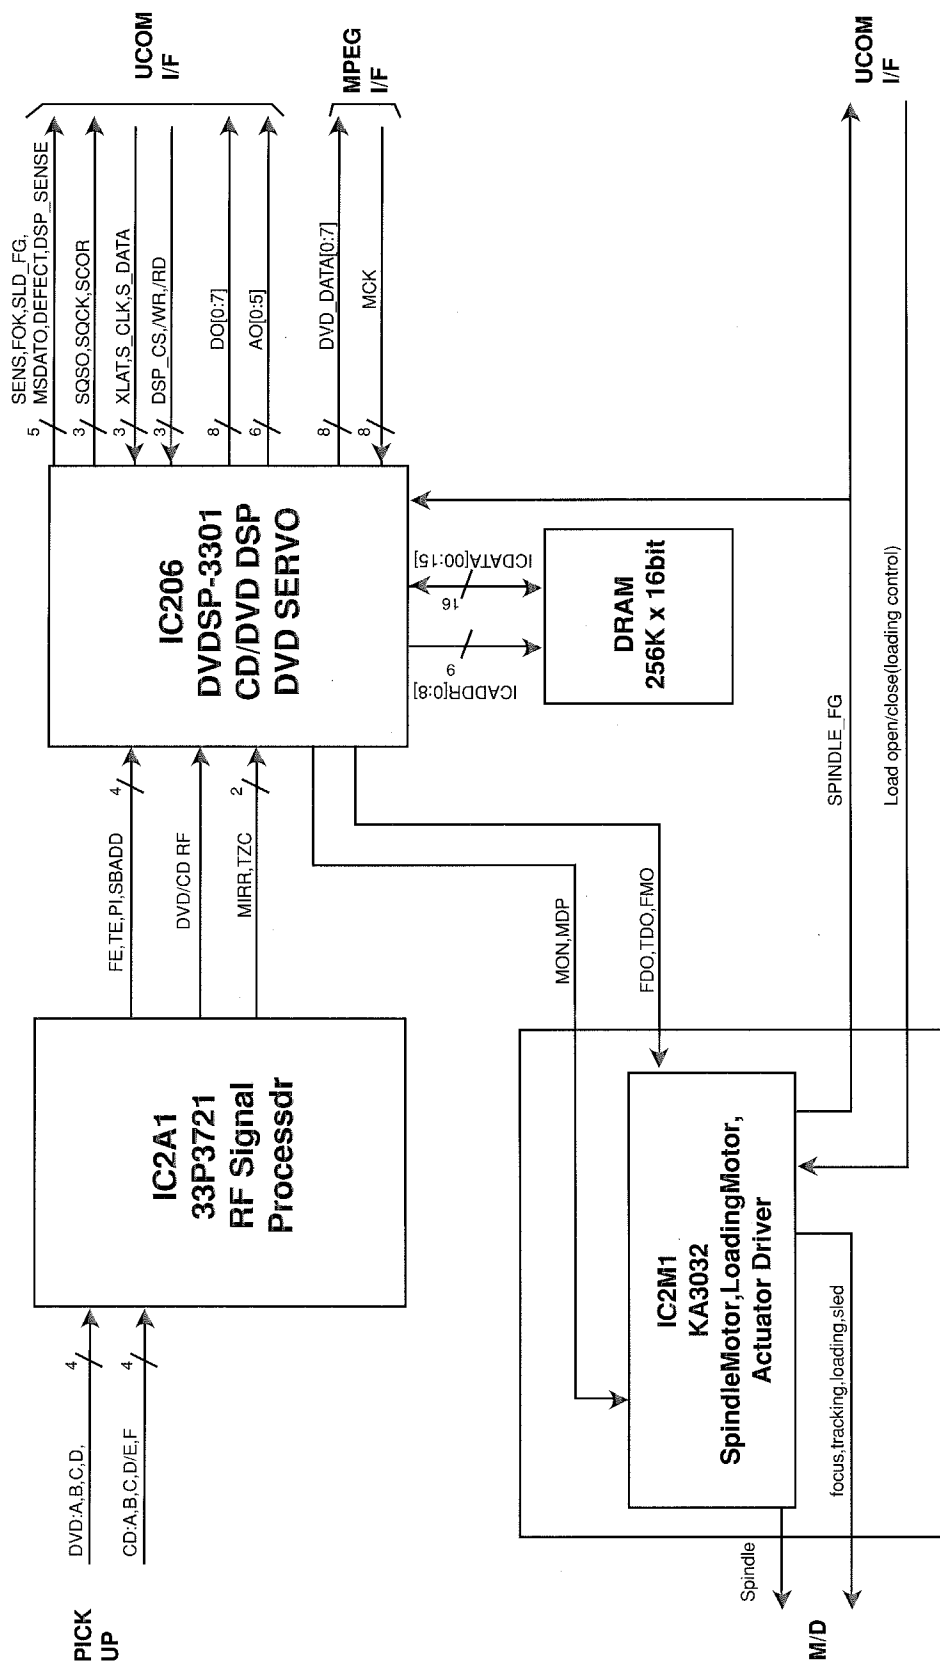 PICK
UP
DVD:A,B,C,D,
4
CD:A,B,C,D/E,F
4
IC2A1
33P3721
RF Signal
Processdr
FE,TE,PI,SBADD
4
DVD/CD RF
MIRR,TZC
2
IC206
DVDSP-3301
CD/DVD DSP
DVD SERVO
SENS,FOK,SLD_FG,
MSDATO,DEFECT,DSP_SENSE
5
SQSO,SQCK,SCOR
3
XLAT,S_CLK,S_DATA
3
DSP_CS,/WR,/RD
3
DO[0:7]
8
AO[0:5]
6
UCOM
I/F
DVD_DATA[0:7]
8
MCK
8
MPEG
I/F
ICADDR[0:8]
9
ICDATA[00:15]
16
DRAM
256K x 16bit
MON,MDP
FDO,TDO,FMO
IC2M1
KA3032
SpindleMotor,LoadingMotor,
Actuator Driver
SPINDLE_FG
Load open/close(loading control)
UCOM
I/F
Spindle
focus,tracking,loading,sled
M/D